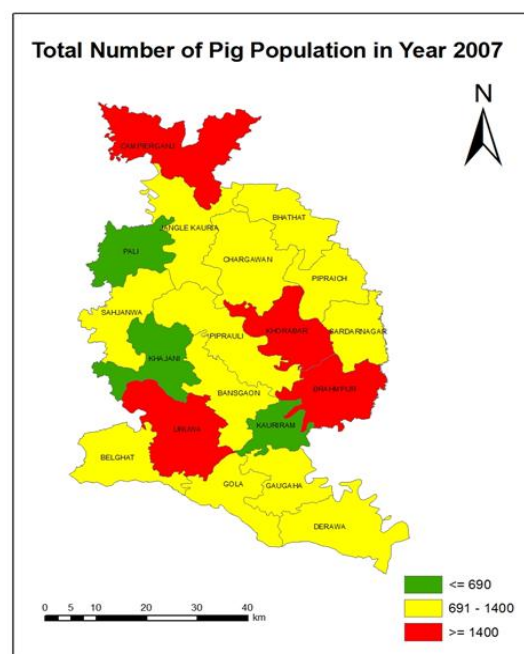 Total Number of Pig Population in Year 2007
N
CAMPIERGANJ
JANGLE KAURIA
BHATHAT
PALI
CHARGAWAN
PIPRAICH
SAHJANWA
KHORABAR
SARDARNAGAR
PIPRAULI
KHAJANI
BRAHMPUR
BANSGAON
URUWA
KAURIRAM
BELGHAT
GOLA
GAUGAHA
DERAWA
<= 690
691 - 1400
>= 1400
0 5 10 20 30 40
km